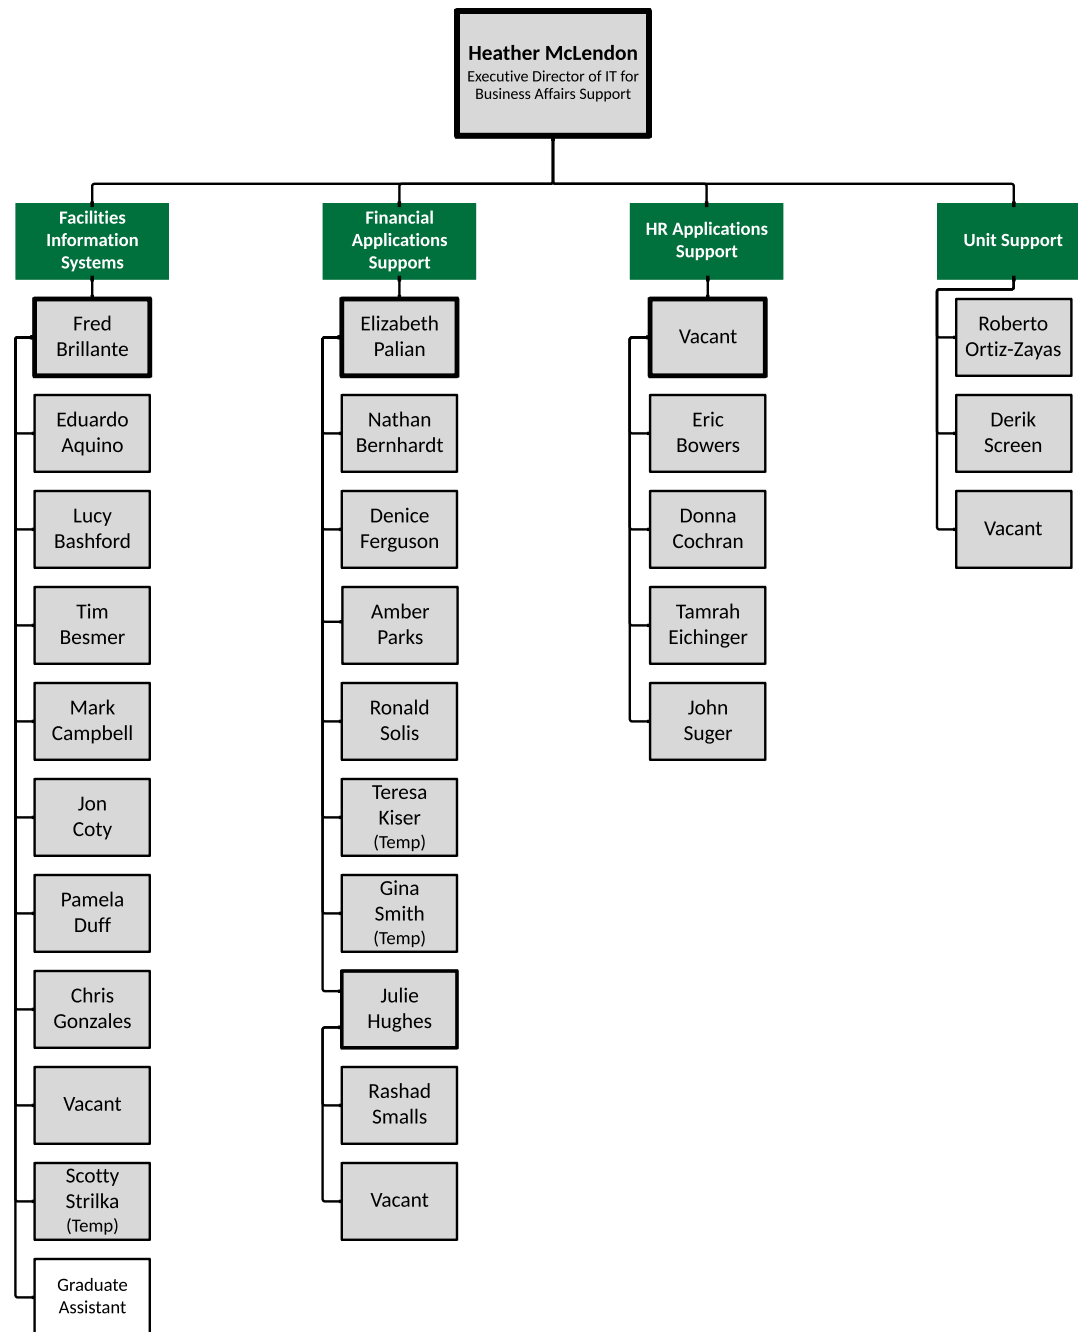 Heather McLendon
Executive Director of IT for
Business Affairs Support
Facilities
Information
Systems
Fred
Brillante
Eduardo
Aquino
Lucy
Bashford
Tim
Besmer
Mark
Campbell
Jon
Coty
Pamela
Duff
Chris
Gonzales
Vacant
Scotty
Strilka
(Temp)
Graduate
Assistant
Financial
Applications
Support
Elizabeth
Palian
Nathan
Bernhardt
Denice
Ferguson
Amber
Parks
Ronald
Solis
Teresa
Kiser
(Temp)
Gina
Smith
(Temp)
Julie
Hughes
Rashad
Smalls
Vacant
HR Applications
Support
Vacant
Eric
Bowers
Donna
Cochran
Tamrah
Eichinger
John
Suger
Unit Support
Roberto
Ortiz-Zayas
Derik
Screen
Vacant